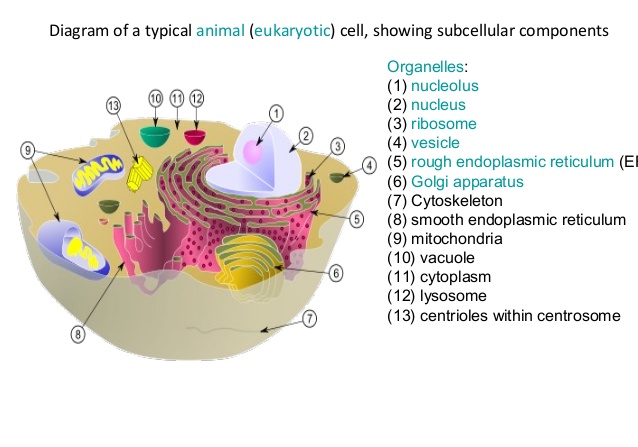 Diagram of a typical animal (eukaryotic) cell, showing subcellular components
Organelles:
(1) nucleolus
(2) nucleus
(3) ribosome
(4) vesicle
(5) rough endoplasmic reticulum (E
(6) Golgi apparatus
(7) Cytoskeleton
(8) smooth endoplasmic reticulum
(9) mitochondria
(10) vacuole
(11) cytoplasm
(12) lysosome
(13) centrioles within centrosome
13
10
11
12
1
2
3
9
4
5
6
7
8